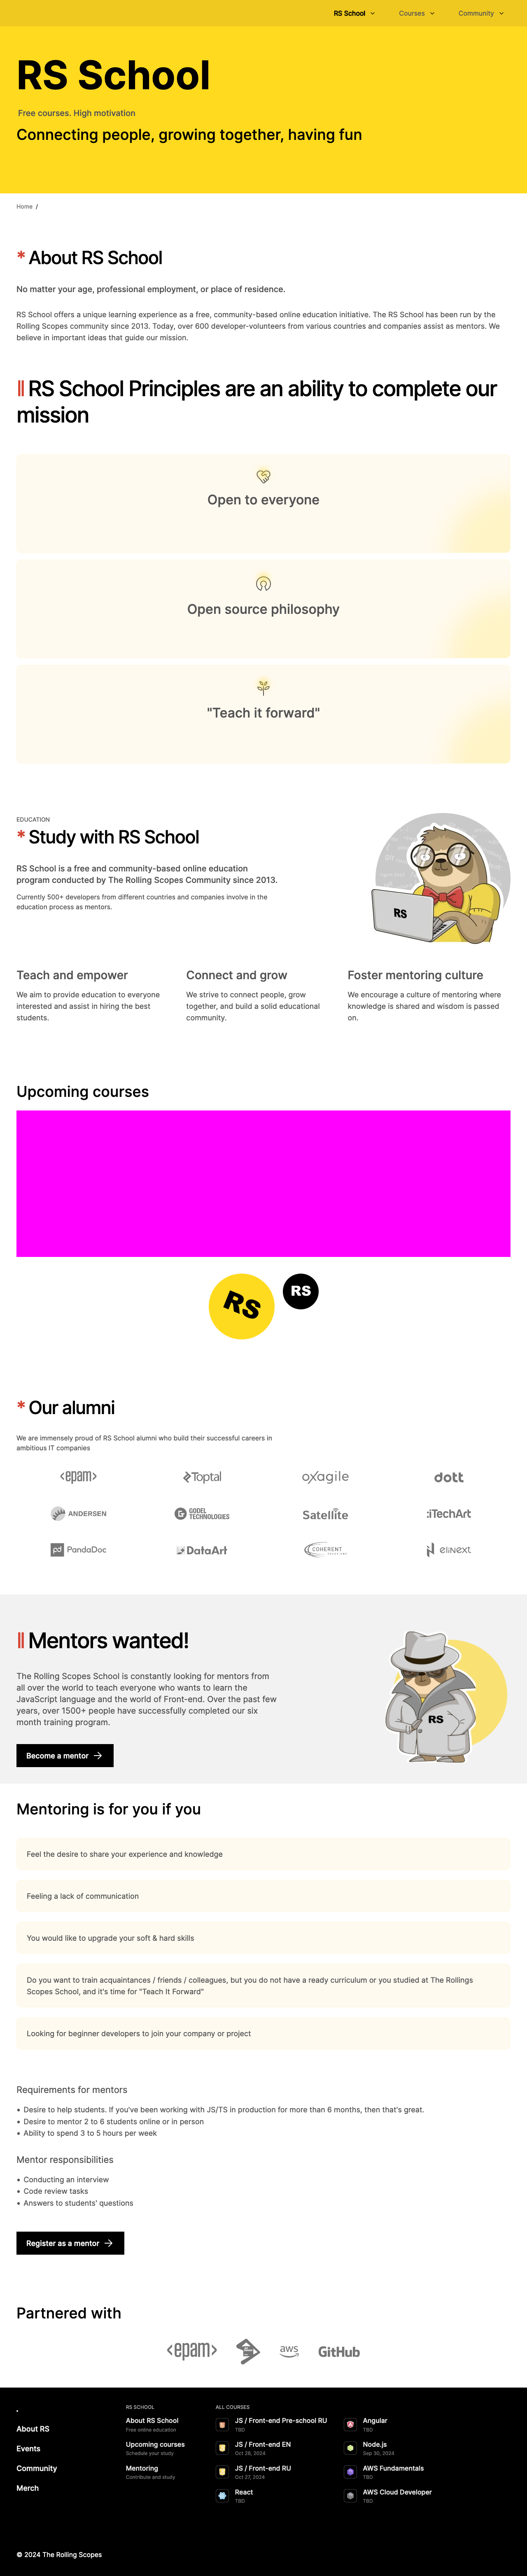 RS School
Courses
Community
RS School
Free courses. High motivation
Connecting people, growing together, having fun
Home /
* About RS School
No matter your age, professional employment, or place of residence.
RS School offers a unique learning experience as a free, community-based online education initiative. The RS School has been run by the
Rolling Scopes community since 2013. Today, over 600 developer-volunteers from various countries and companies assist as mentors. We
believe in important ideas that guide our mission.
RS School Principles are an ability to complete our
mission
Open to everyone
Open source philosophy
"Teach it forward"
EDUCATION
* Study with RS School
RS School is a free and community-based online education
program conducted by The Rolling Scopes Community since 2013.
Currently 500+ developers from different countries and companies involve in the
education process as mentors.
RS
Teach and empower
We aim to provide education to everyone
interested and assist in hiring the best
students.
Connect and grow
We strive to connect people, grow
together, and build a solid educational
community.
Foster mentoring culture
We encourage a culture of mentoring where
knowledge is shared and wisdom is passed
on.
Upcoming courses
RS
RS
* Our alumni
We are immensely proud of RS School alumni who build their successful careers in
ambitious IT companies
<epam>
Toptal
oxagile
dott
ANDERSEN
GODEL
TECHNOLOGIES
Satellite
iTechArt
pd PandaDoc
DataArt
COHERENT
SOLUTIONS
eliNext
Mentors wanted!
The Rolling Scopes School is constantly looking for mentors from
all over the world to teach everyone who wants to learn the
JavaScript language and the world of Front-end. Over the past few
years, over 1500+ people have successfully completed our six
month training program.
Become a mentor
RS
Mentoring is for you if you
Feel the desire to share your experience and knowledge
Feeling a lack of communication
You would like to upgrade your soft & hard skills
Do you want to train acquaintances / friends / colleagues, but you do not have a ready curriculum or you studied at The Rollings
Scopes School, and it's time for "Teach It Forward"
Looking for beginner developers to join your company or project
Requirements for mentors
• Desire to help students. If you've been working with JS/TS in production for more than 6 months, then that's great.
• Desire to mentor 2 to 6 students online or in person
• Ability to spend 3 to 5 hours per week
Mentor responsibilities
• Conducting an interview
• Code review tasks
• Answers to students' questions
Register as a mentor
Partnered with
<epam>
aws
GitHub
About RS
Events
Community
Merch
RS SCHOOL
About RS School
Free online education
Upcoming courses
Schedule your study
Mentoring
Contribute and study
ALL COURSES
JS / Front-end Pre-school RU
TBD
JS / Front-end EN
Oct 28, 2024
JS / Front-end RU
Oct 27, 2024
React
TBD
Angular
TBD
Node.js
Sep 30, 2024
AWS Fundamentals
TBD
AWS Cloud Developer
TBD
© 2024 The Rolling Scopes